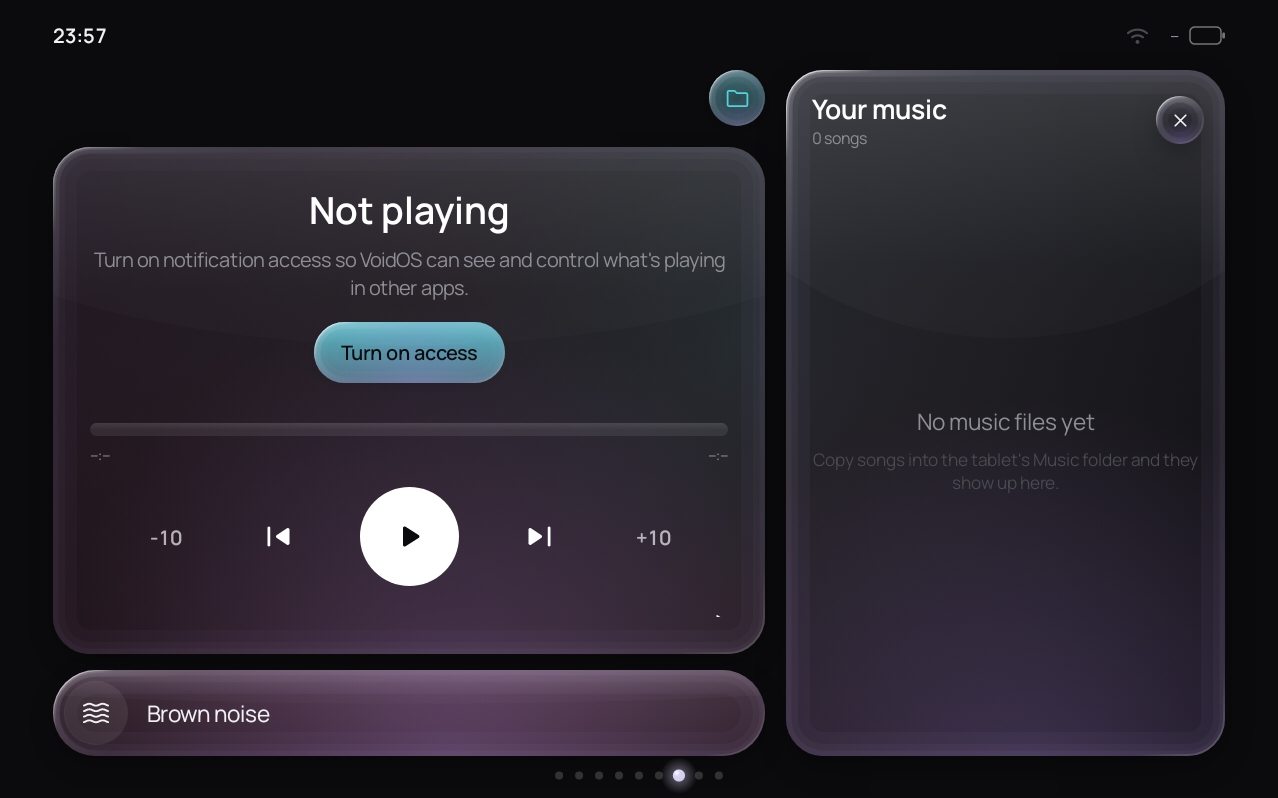 23:57
–
Your music
0 songs
Not playing
Turn on notification access so VoidOS can see and control what's playing
in other apps.
Turn on access
–:–
–:–
-10
+10
No music files yet
Copy songs into the tablet's Music folder and they
show up here.
Brown noise